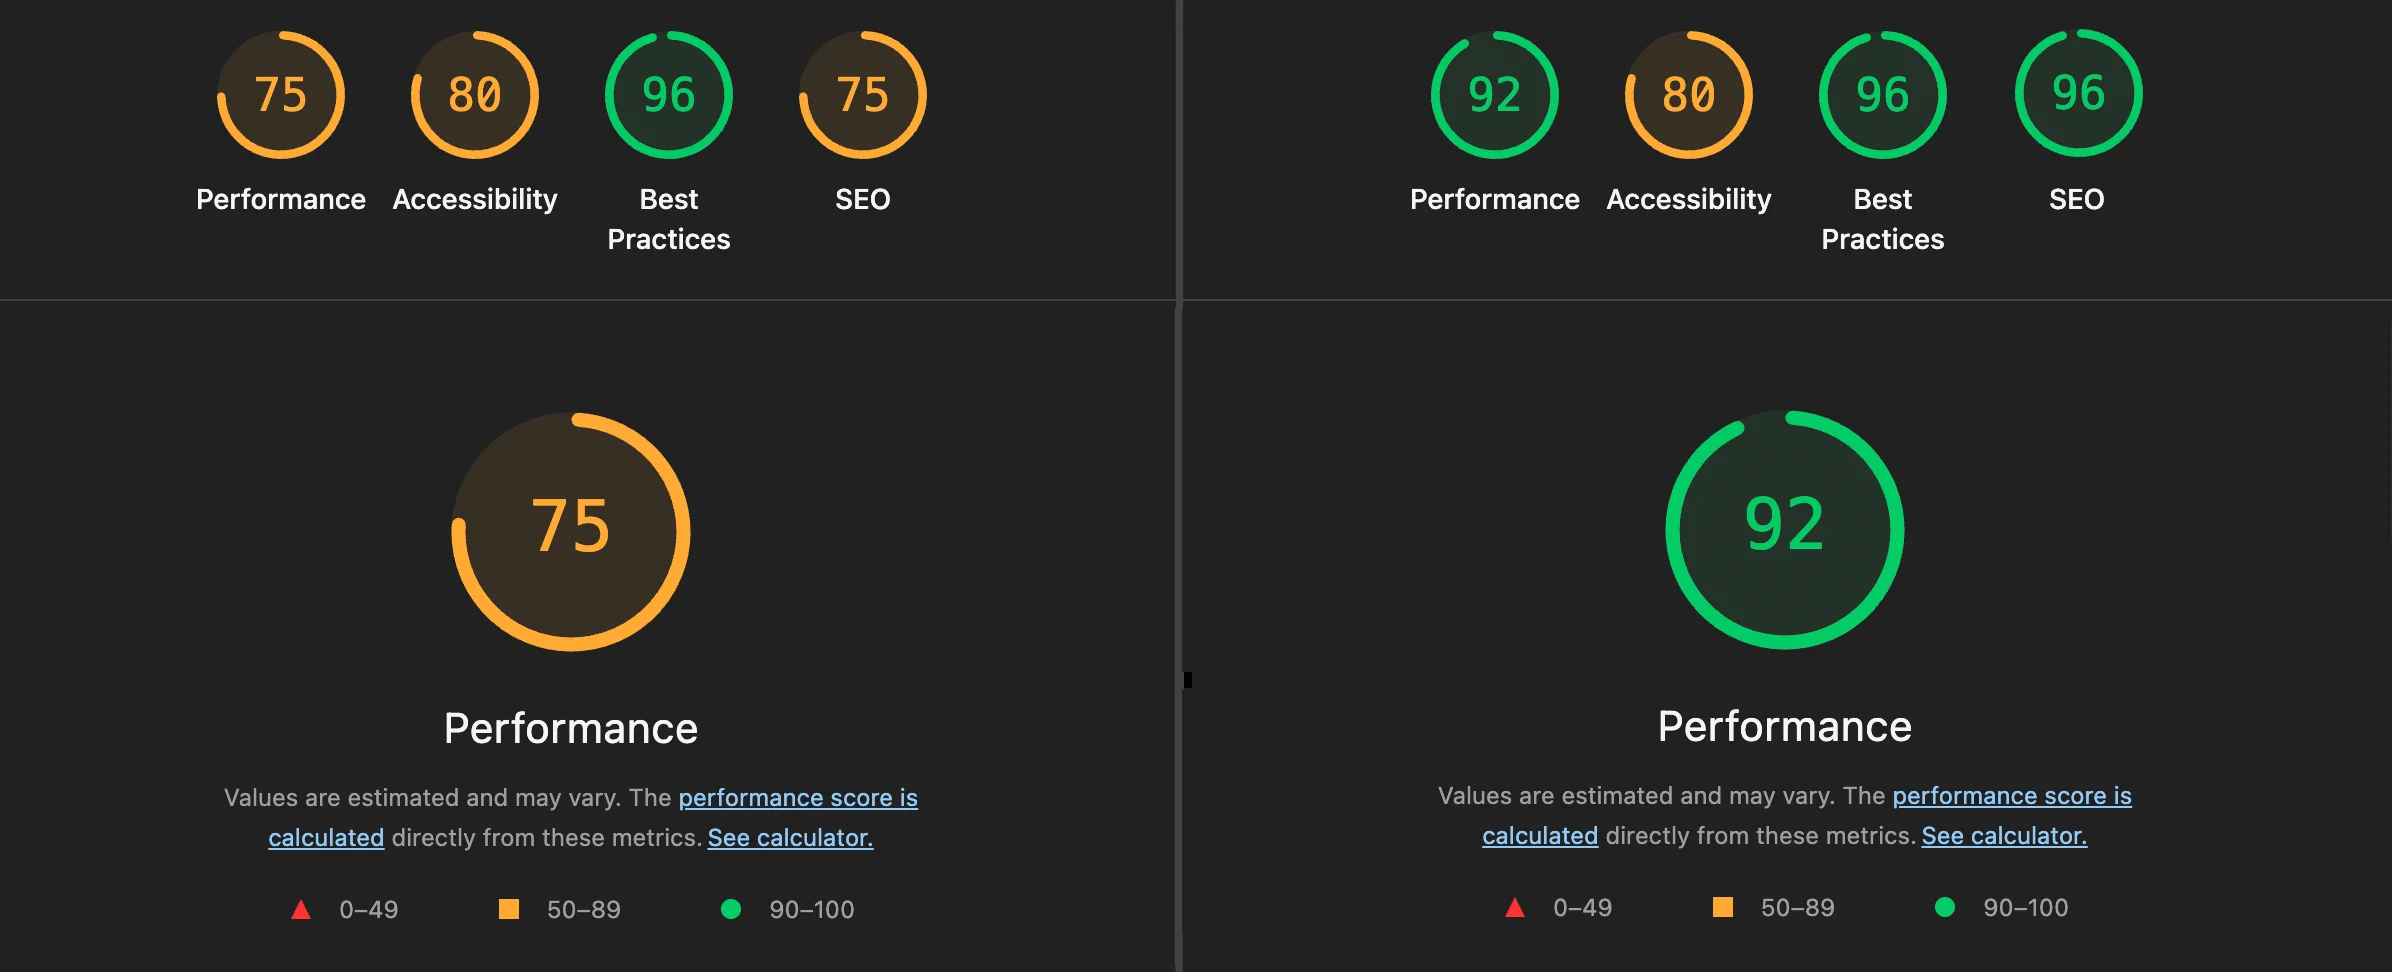 75
80
96
75
Performance
Accessibility
Best
Practices
SEO
75
Performance
Values are estimated and may vary. The performance score is
calculated directly from these metrics. See calculator.
0–49
50–89
90–100
92
80
96
96
Performance
Accessibility
Best
Practices
SEO
92
Performance
Values are estimated and may vary. The performance score is
calculated directly from these metrics. See calculator.
0–49
50–89
90–100